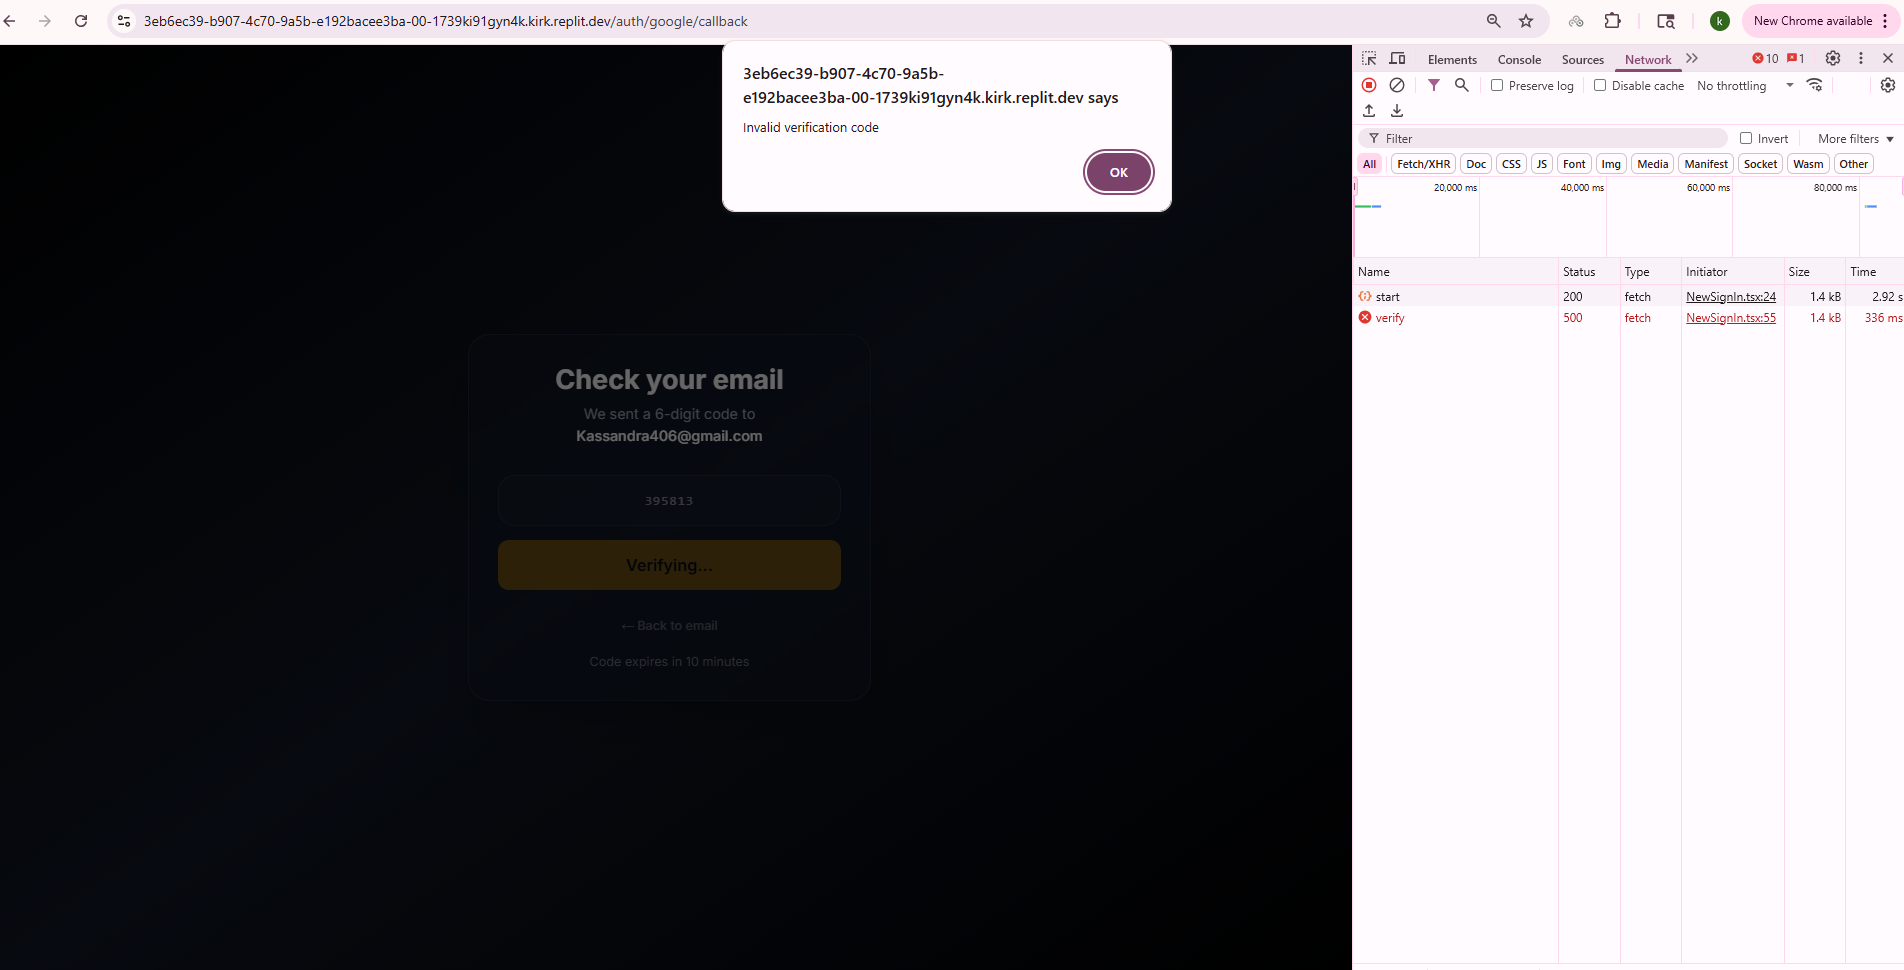 3eb6ec39-b907-4c70-9a5b-e192bacee3ba-00-1739ki91gyn4k.kirk.replit.dev/auth/google/callback
k
New Chrome available
3eb6ec39-b907-4c70-9a5b-
e192bacee3ba-00-1739ki91gyn4k.kirk.replit.dev says
Invalid verification code
OK
Check your email
We sent a 6-digit code to
Kassandra406@gmail.com
395813
Verifying...
← Back to email
Code expires in 10 minutes
Elements Console Sources Network 10 1
Preserve log Disable cache No throttling
Filter Invert More filters
All Fetch/XHR Doc CSS JS Font Img Media Manifest Socket Wasm Other
20,000 ms 40,000 ms 60,000 ms 80,000 ms
Name Status Type Initiator Size Time
start 200 fetch NewSignIn.tsx:24 1.4 kB 2.92 s
verify 500 fetch NewSignIn.tsx:55 1.4 kB 336 ms